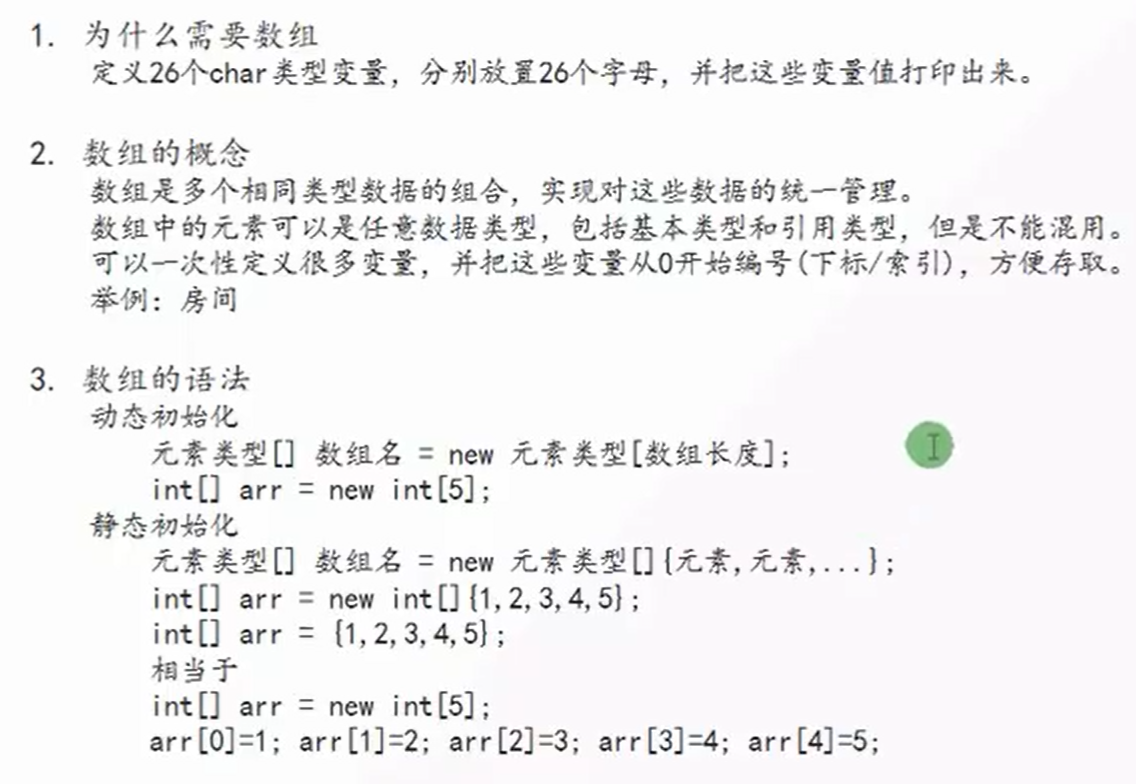 1. 为什么需要数组
定义26个char类型变量，分别放置26个字母，并把这些变量值打印出来。
2. 数组的概念
数组是多个相同类型数据的组合，实现对这些数据的统一管理。
数组中的元素可以是任意数据类型，包括基本类型和引用类型，但是不能混用。
可以一次性定义很多变量，并把这些变量从0开始编号(下标/索引)，方便存取。
举例：房间
3. 数组的语法
动态初始化
元素类型[] 数组名 = new 元素类型[数组长度];
int[] arr = new int[5];
静态初始化
元素类型[] 数组名 = new 元素类型[]{元素,元素,...};
int[] arr = new int[]{1,2,3,4,5};
int[] arr = {1,2,3,4,5};
相当于
int[] arr = new int[5];
arr[0]=1; arr[1]=2; arr[2]=3; arr[3]=4; arr[4]=5;